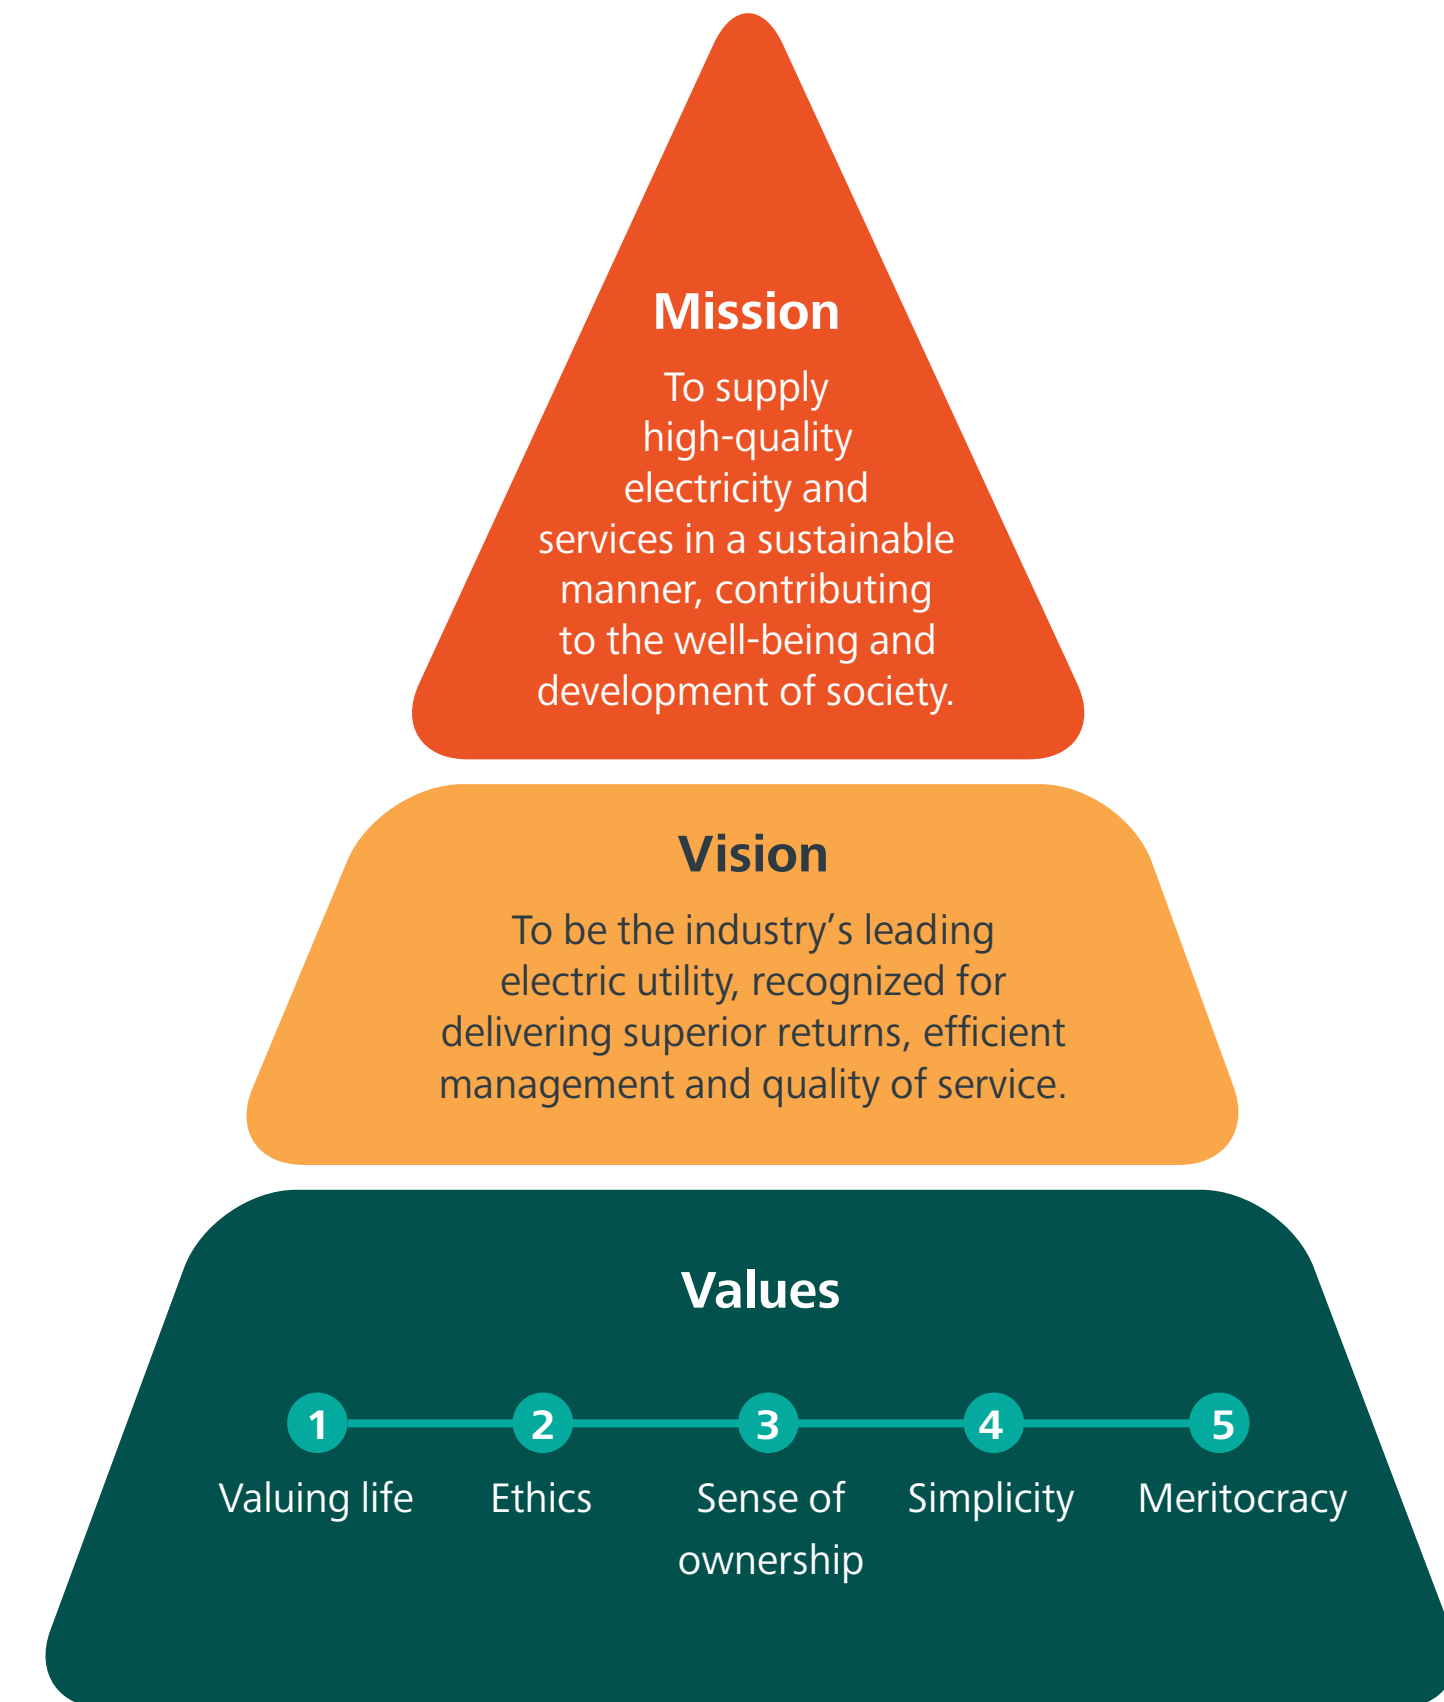 Mission
To supply
high-quality
electricity and
services in a sustainable
manner, contributing
to the well-being and
development of society.
Vision
To be the industry’s leading
electric utility, recognized for
delivering superior returns, efficient
management and quality of service.
Values
1 2 3 4 5
Valuing life Ethics Sense of Simplicity Meritocracy
ownership